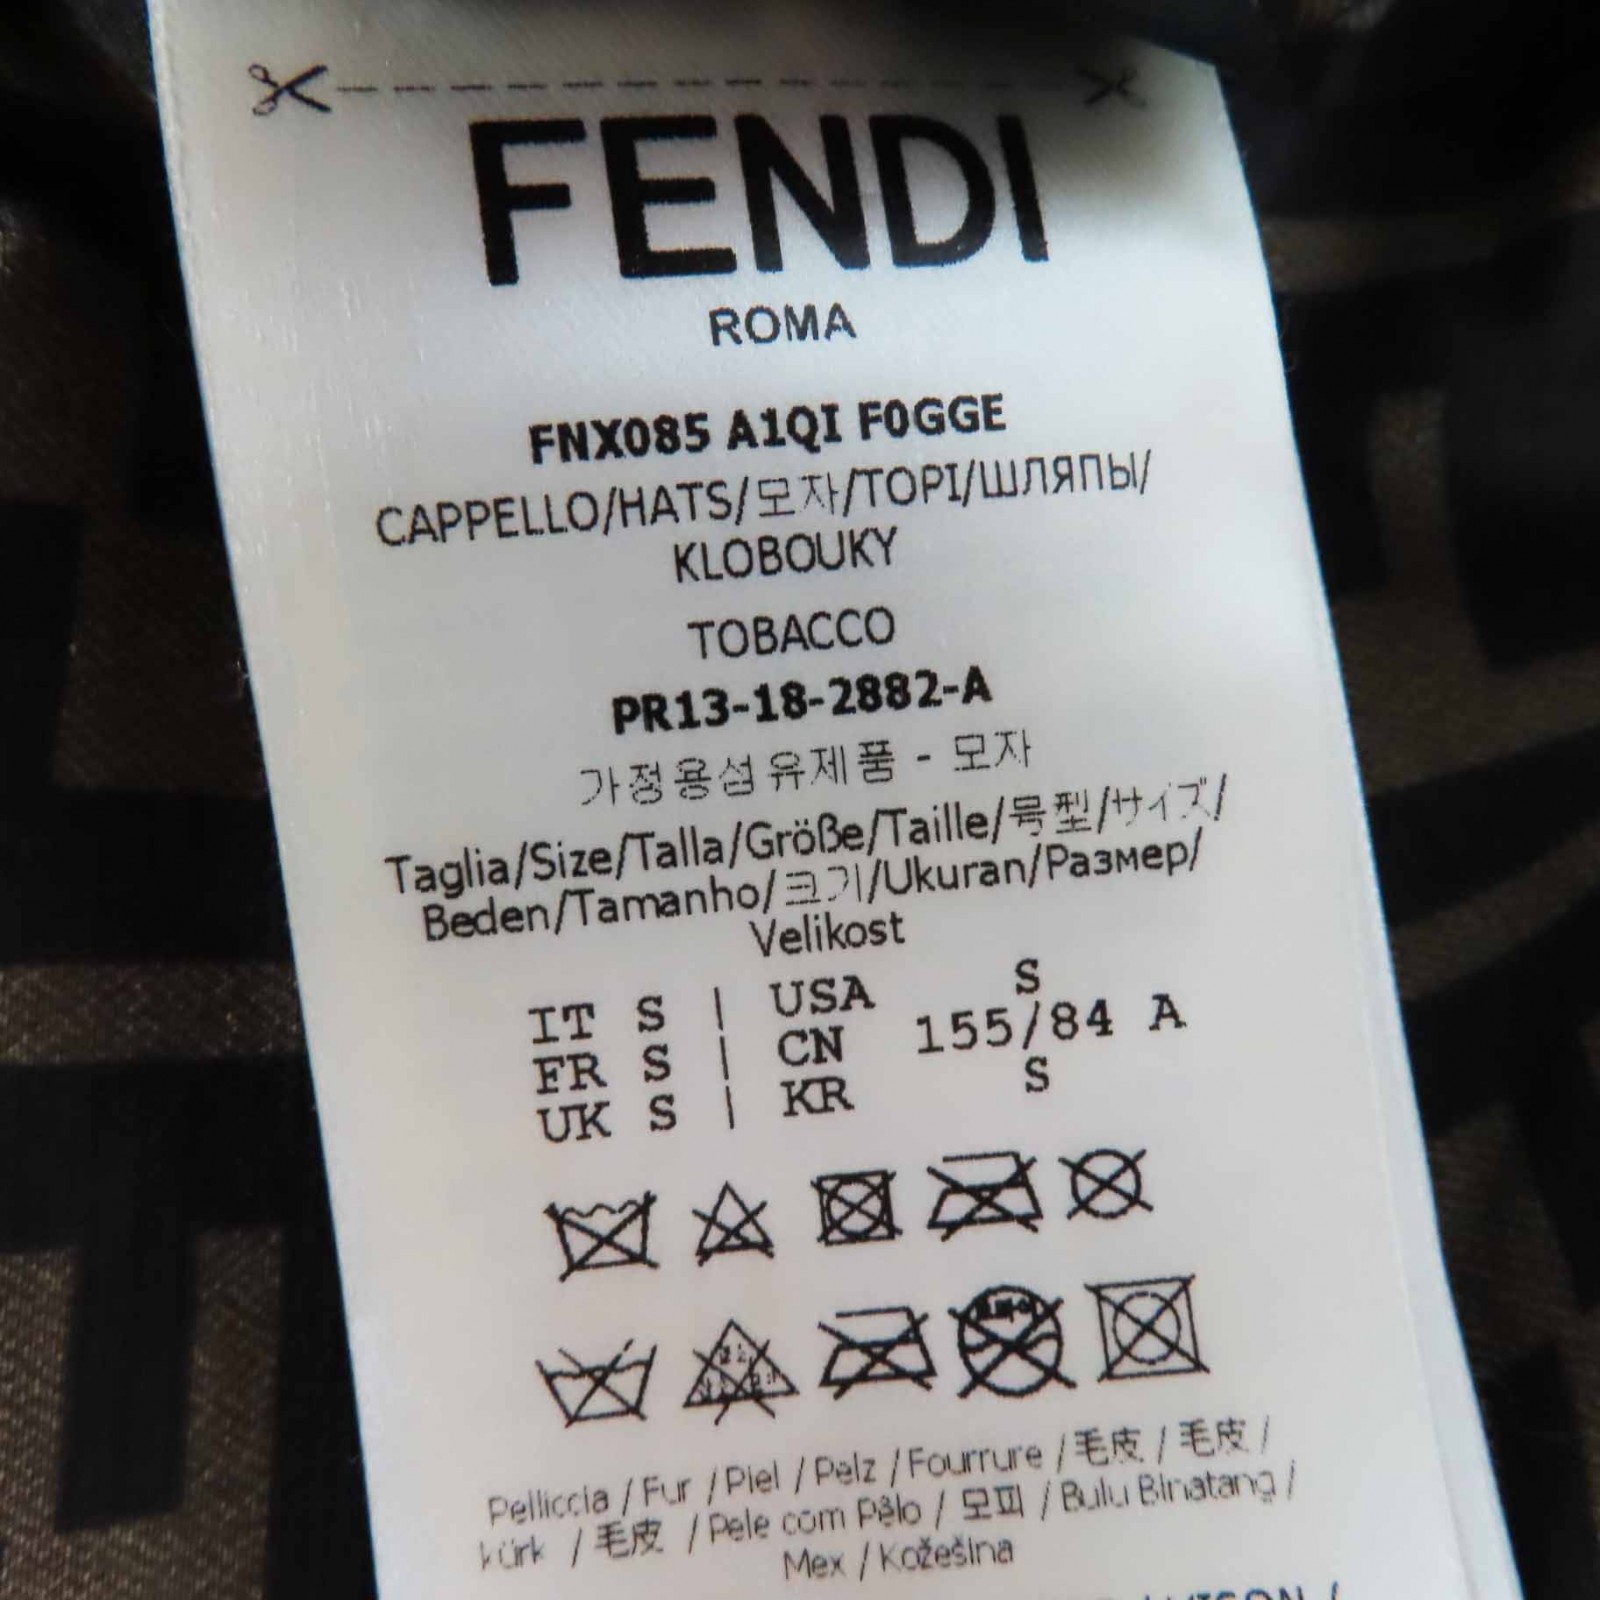 FENDI
ROMA
FNX085 A1QI F0GGE
CAPPELLO/HATS/모자/TOPI/ШЛЯПЫ/
KLOBOUKY
TOBACCO
PR13-18-2882-A
가정용섬유제품 - 모자
Taglia/Size/Talla/Größe/Taille/号型/サイズ/
Beden/Tamanho/크기/Ukuran/Размер/
Velikost
IT S | USA S
FR S | CN 155/84 A
UK S | KR S
Pelliccia / Fur / Piel / Pelz / Fourrure / 毛皮 / 毛皮 /
kürk / 毛皮 / Pele com Pêlo / 모피 / Bulu Binatang /
Mex / Kožešina